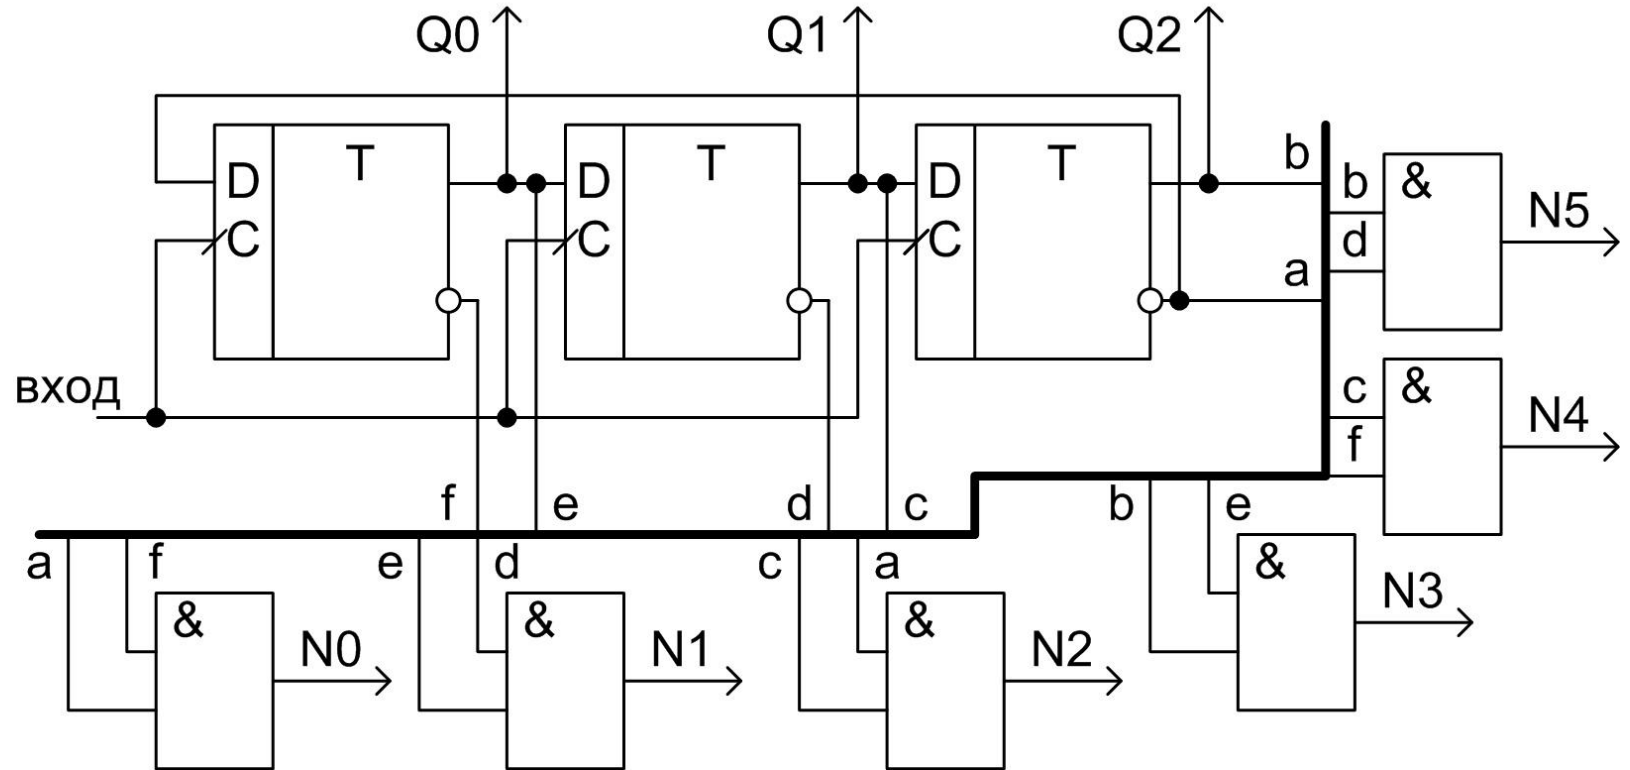 Q0 Q1 Q2
T T T
D D D
C C C
b
b &
d N5
a
вход
c &
f N4
f e d c b e
a f e d c a
& N3
& & &
N0 N1 N2